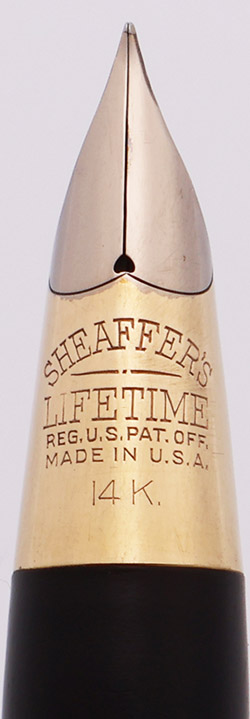 SHEAFFER'S
LIFETIME
REG. U.S. PAT. OFF.
MADE IN U.S.A.
14 K.